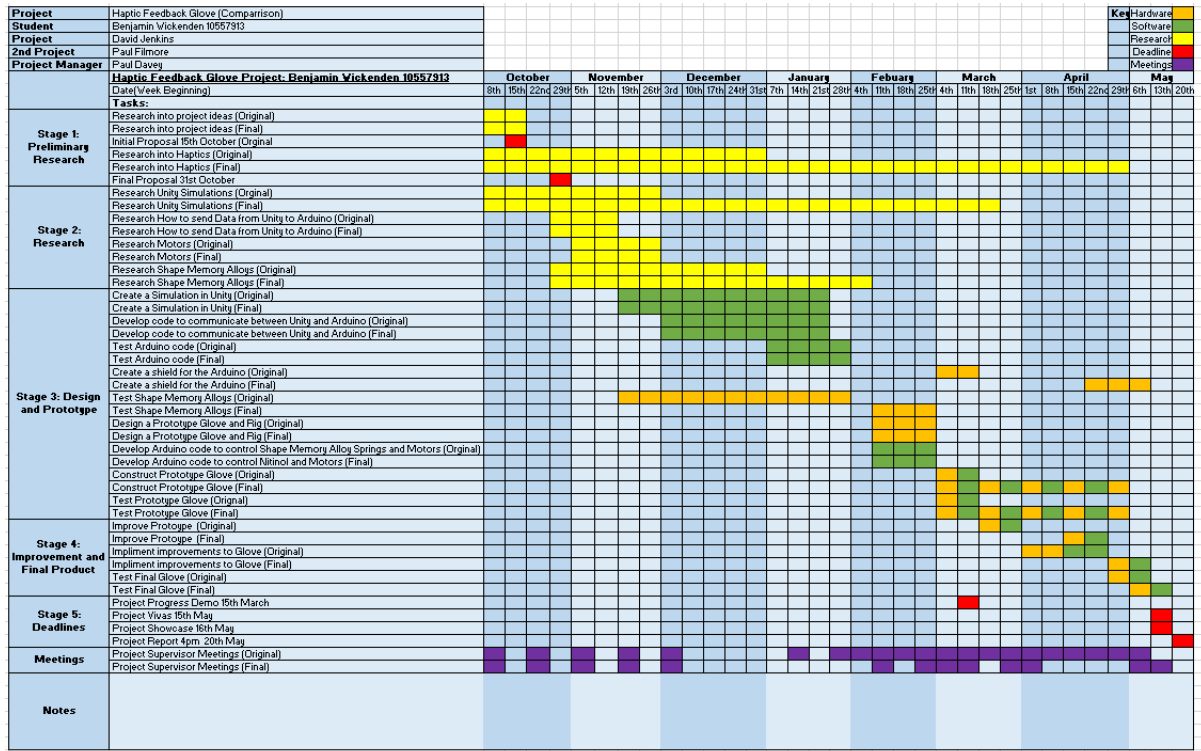 Project Haptic Feedback Glove (Comparrison) Key Hardware
Student Benjamin Wickenden 10557913 Software
Project David Jenkins Research
2nd Project Paul Filmore Deadline
Project Manager Paul Davey Meetings
Haptic Feedback Glove Project: Benjamin Wickenden 10557913 October November December January Febuary March April May
Date(Week Beginning) 8th 15th 22nd 29th 5th 12th 19th 26th 3rd 10th 17th 24th 31st 7th 14th 21st 28th 4th 11th 18th 25th 4th 11th 18th 25th 1st 8th 15th 22nd 29th 6th 13th 20th
Tasks:
Stage 1: Preliminary Research
Research into project ideas (Original)
Research into project ideas (Final)
Initial Proposal 15th October (Orginal)
Research into Haptics (Original)
Research into Haptics (Final)
Final Proposal 31st October
Stage 2: Research
Research Unity Simulations (Orginal)
Research Unity Simulations (Final)
Research How to send Data from Unity to Arduino (Original)
Research How to send Data from Unity to Arduino (Final)
Research Motors (Original)
Research Motors (Final)
Research Shape Memory Alloys (Original)
Research Shape Memory Alloys (Final)
Stage 3: Design and Prototype
Create a Simulation in Unity (Original)
Create a Simulation in Unity (Final)
Develop code to communicate between Unity and Arduino (Original)
Develop code to communicate between Unity and Arduino (Final)
Test Arduino code (Original)
Test Arduino code (Final)
Create a shield for the Arduino (Original)
Create a shield for the Arduino (Final)
Test Shape Memory Alloys (Original)
Test Shape Memory Alloys (Final)
Design a Prototype Glove and Rig (Original)
Design a Prototype Glove and Rig (Final)
Develop Arduino code to control Shape Memory Alloy Springs and Motors (Orginal)
Develop Arduino code to control Nitinol and Motors (Final)
Construct Prototype Glove (Original)
Construct Prototype Glove (Final)
Test Prototype Glove (Orignal)
Test Prototype Glove (Final)
Stage 4: Improvement and Final Product
Improve Protoype (Original)
Improve Prototype (Final)
Impliment improvements to Glove (Original)
Impliment improvements to Glove (Final)
Test Final Glove (Original)
Test Final Glove (Final)
Stage 5: Deadlines
Project Progress Demo 15th March
Project Vivas 15th May
Project Showcase 16th May
Project Report 4pm 20th May
Meetings
Project Supervisor Meetings (Original)
Project Supervisor Meetings (Final)
Notes